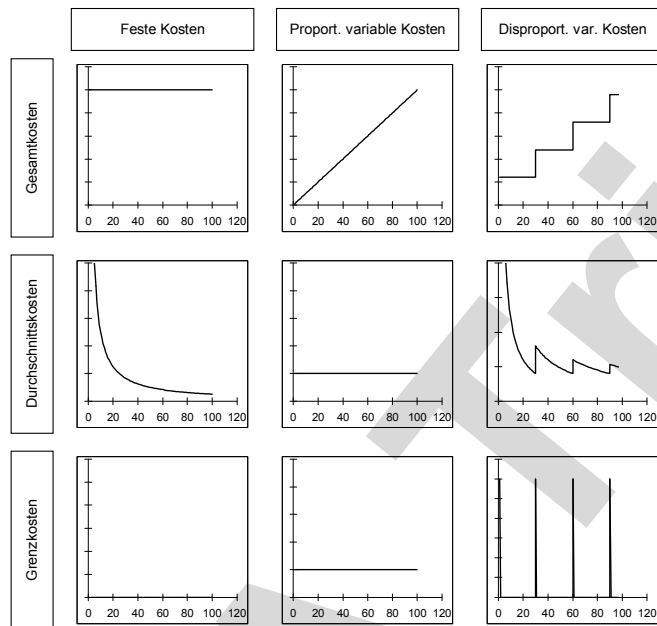 Feste Kosten
Proport. variable Kosten
Disproport. var. Kosten
Gesamtkosten
0 20 40 60 80 100 120
0 20 40 60 80 100 120
0 20 40 60 80 100 120
Durchschnittskosten
0 20 40 60 80 100 120
0 20 40 60 80 100 120
0 20 40 60 80 100 120
Grenzkosten
0 20 40 60 80 100 120
0 20 40 60 80 100 120
0 20 40 60 80 100 120